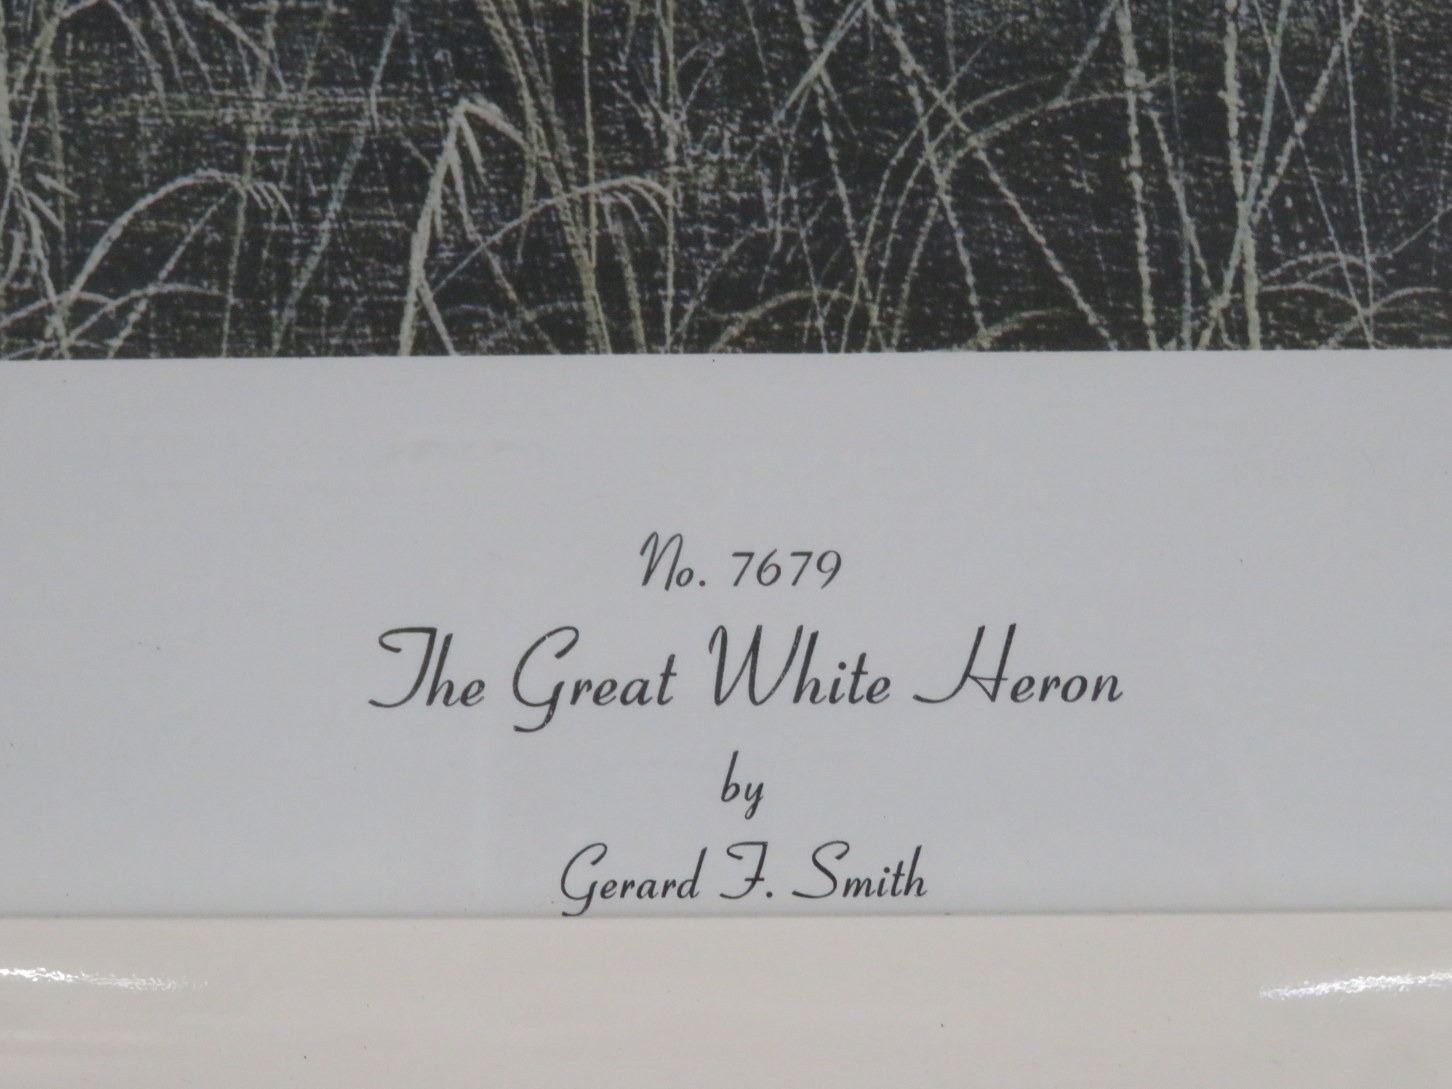 No. 7679
The Great White Heron
by
Gerard F. Smith